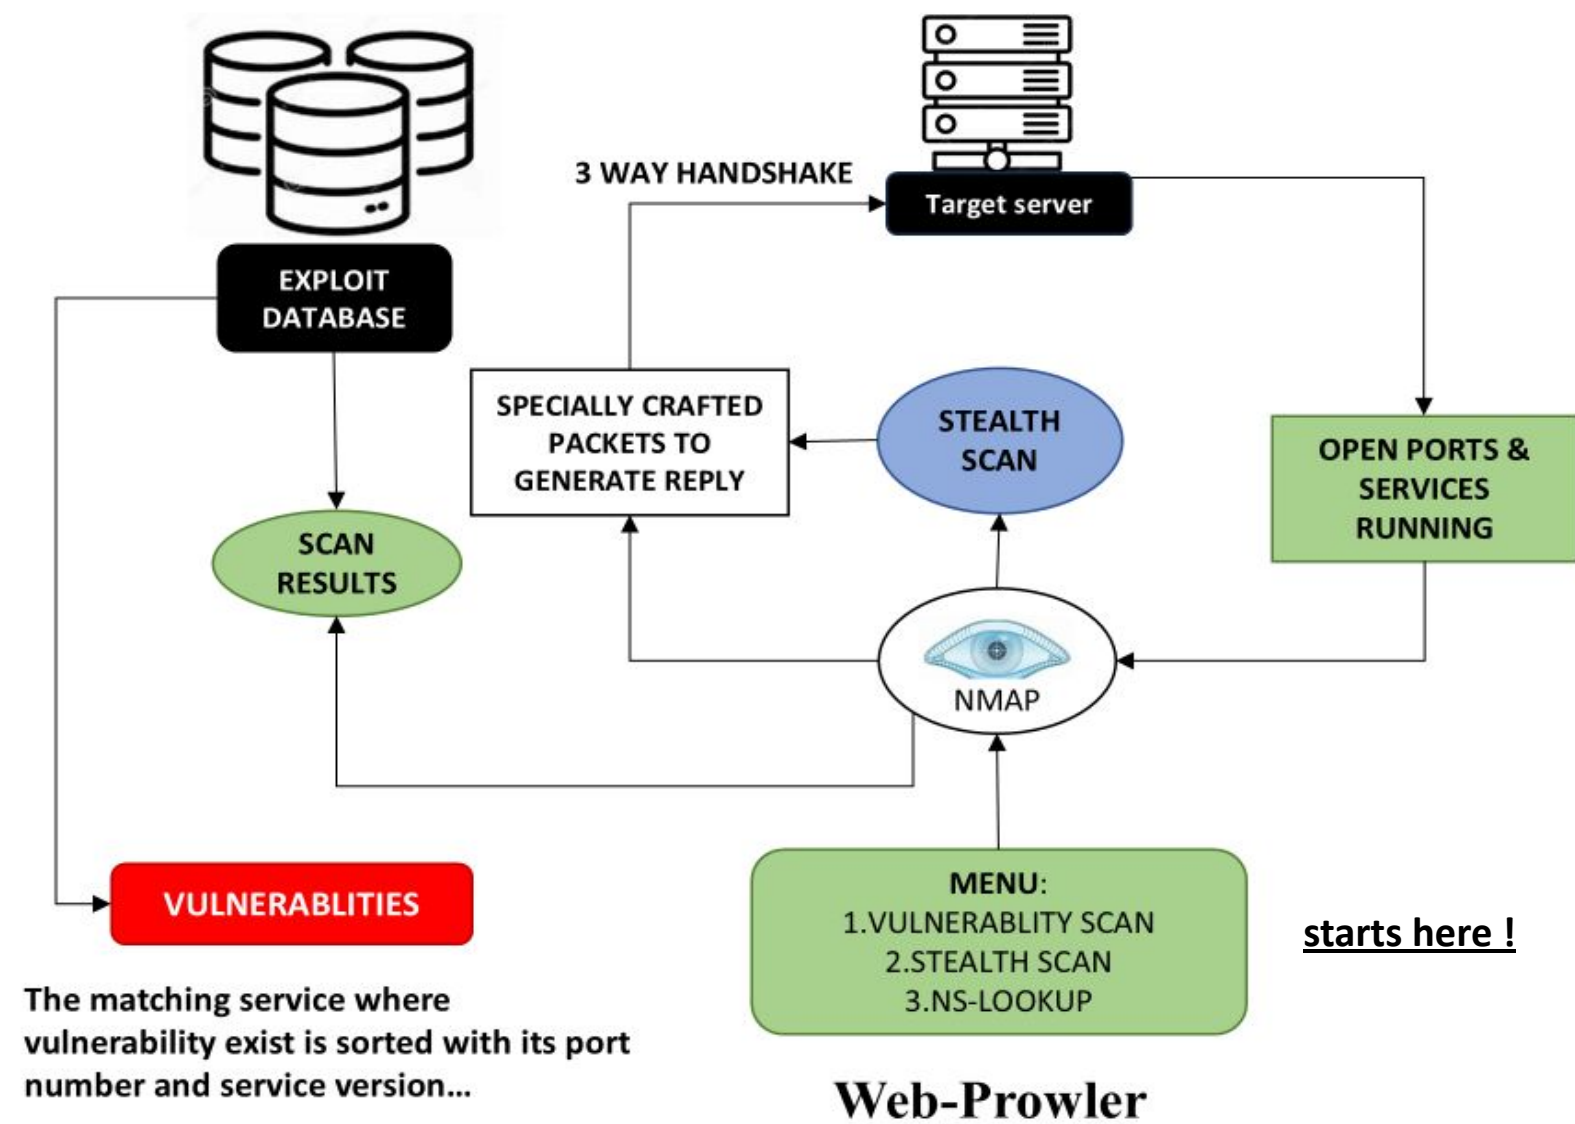 3 WAY HANDSHAKE
Target server
EXPLOIT
DATABASE
SPECIALLY CRAFTED
PACKETS TO
GENERATE REPLY
STEALTH
SCAN
OPEN PORTS &
SERVICES
RUNNING
SCAN
RESULTS
NMAP
VULNERABLITIES
MENU:
1.VULNERABLITY SCAN
2.STEALTH SCAN
3.NS-LOOKUP
starts here !
The matching service where
vulnerability exist is sorted with its port
number and service version...
Web-Prowler